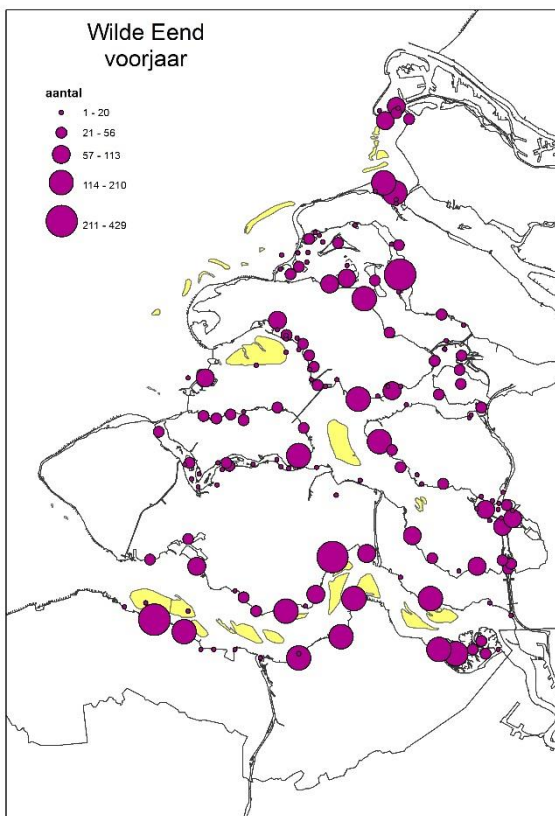 Wilde Eend
voorjaar
aantal
1 - 20
21 - 56
57 - 113
114 - 210
211 - 429